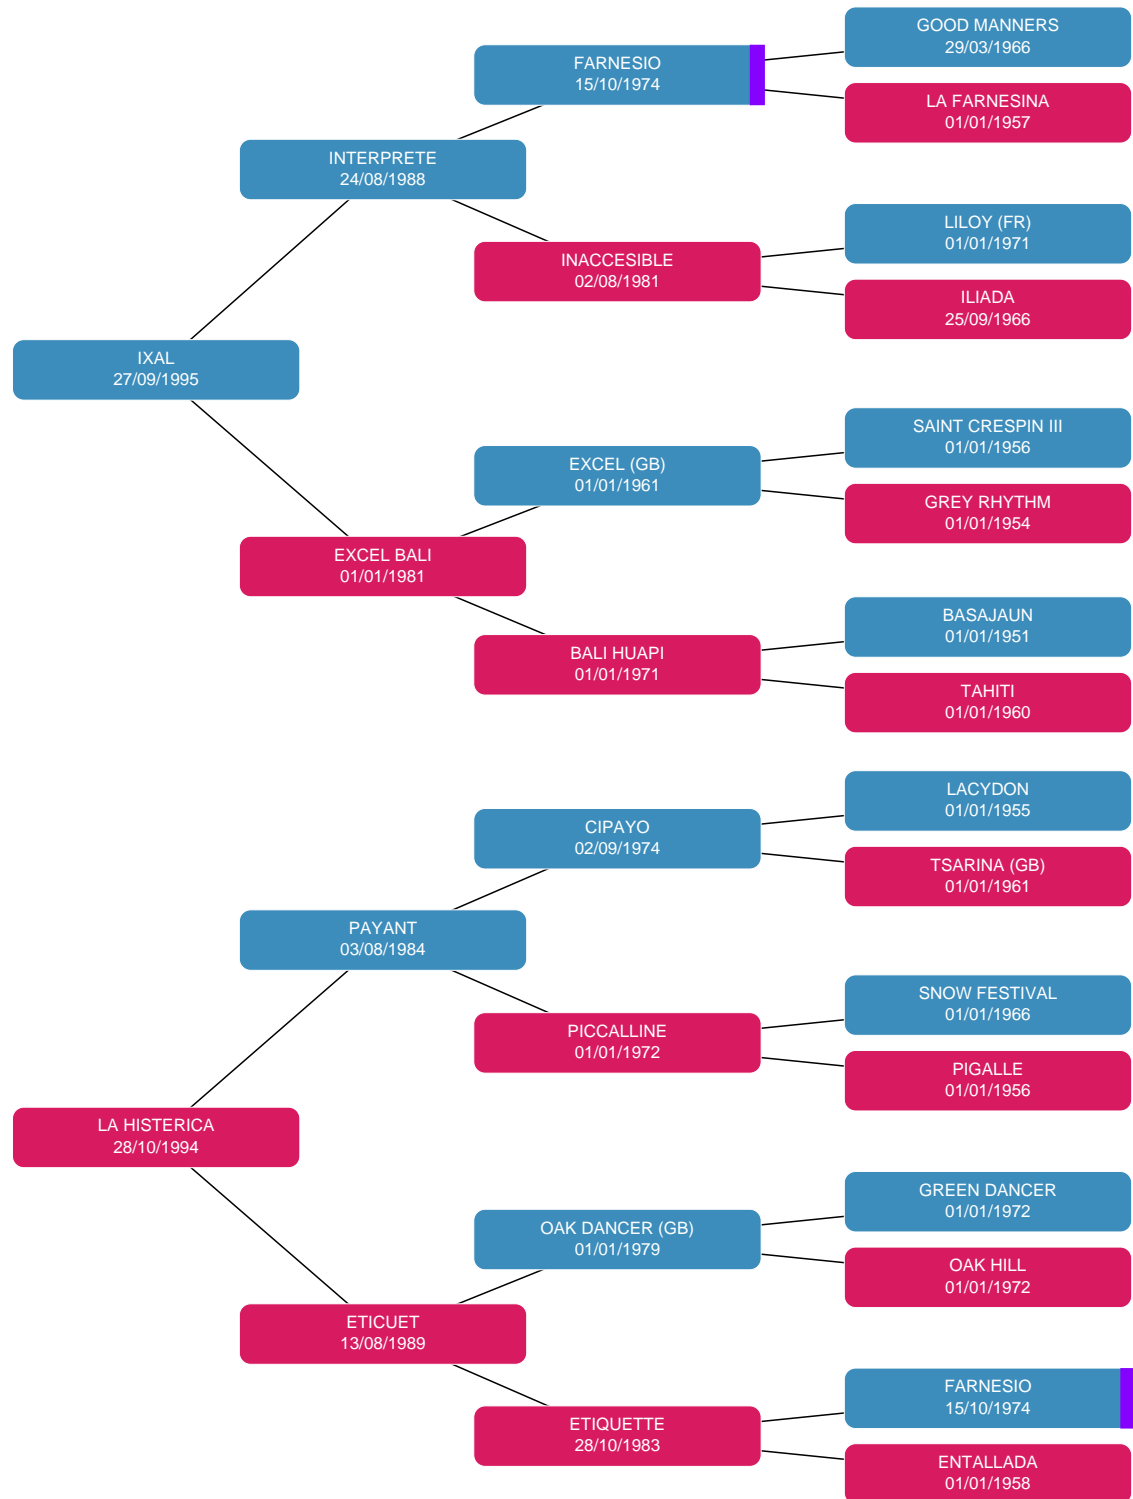 GOOD MANNERS
29/03/1966
FARNESIO
15/10/1974
LA FARNESINA
01/01/1957
INTERPRETE
24/08/1988
LILOY (FR)
01/01/1971
INACCESIBLE
02/08/1981
ILIADA
25/09/1966
IXAL
27/09/1995
SAINT CRESPIN III
01/01/1956
EXCEL (GB)
01/01/1961
GREY RHYTHM
01/01/1954
EXCEL BALI
01/01/1981
BASAJAUN
01/01/1951
BALI HUAPI
01/01/1971
TAHITI
01/01/1960
LACYDON
01/01/1955
CIPAYO
02/09/1974
TSARINA (GB)
01/01/1961
PAYANT
03/08/1984
SNOW FESTIVAL
01/01/1966
PICCALLINE
01/01/1972
PIGALLE
01/01/1956
LA HISTERICA
28/10/1994
GREEN DANCER
01/01/1972
OAK DANCER (GB)
01/01/1979
OAK HILL
01/01/1972
ETICUET
13/08/1989
FARNESIO
15/10/1974
ETIQUETTE
28/10/1983
ENTALLADA
01/01/1958